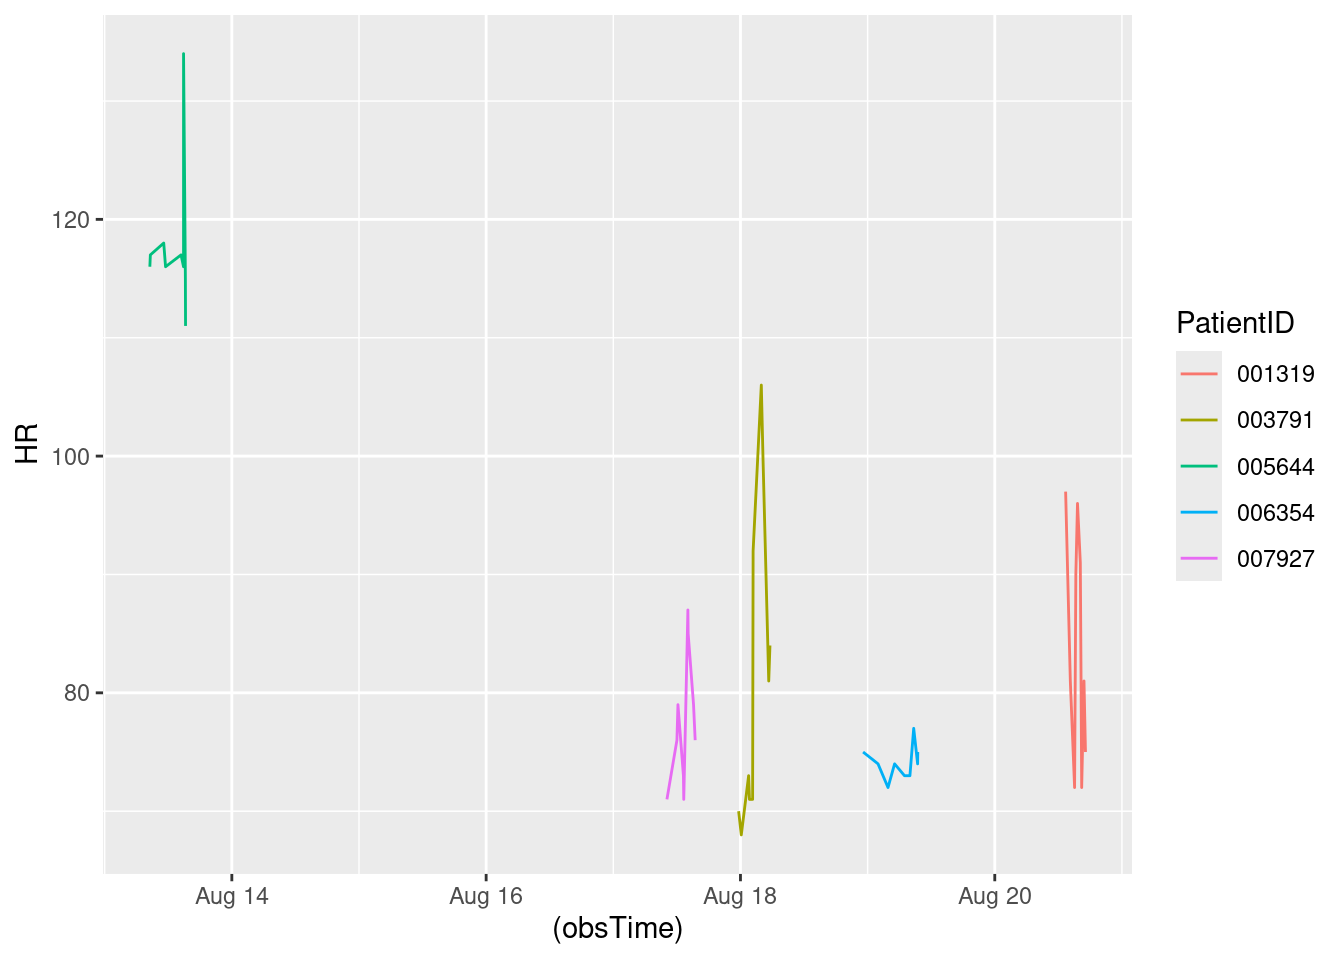 HR
120
100
80
Aug 14
Aug 16
Aug 18
Aug 20
(obsTime)
PatientID
001319
003791
005644
006354
007927